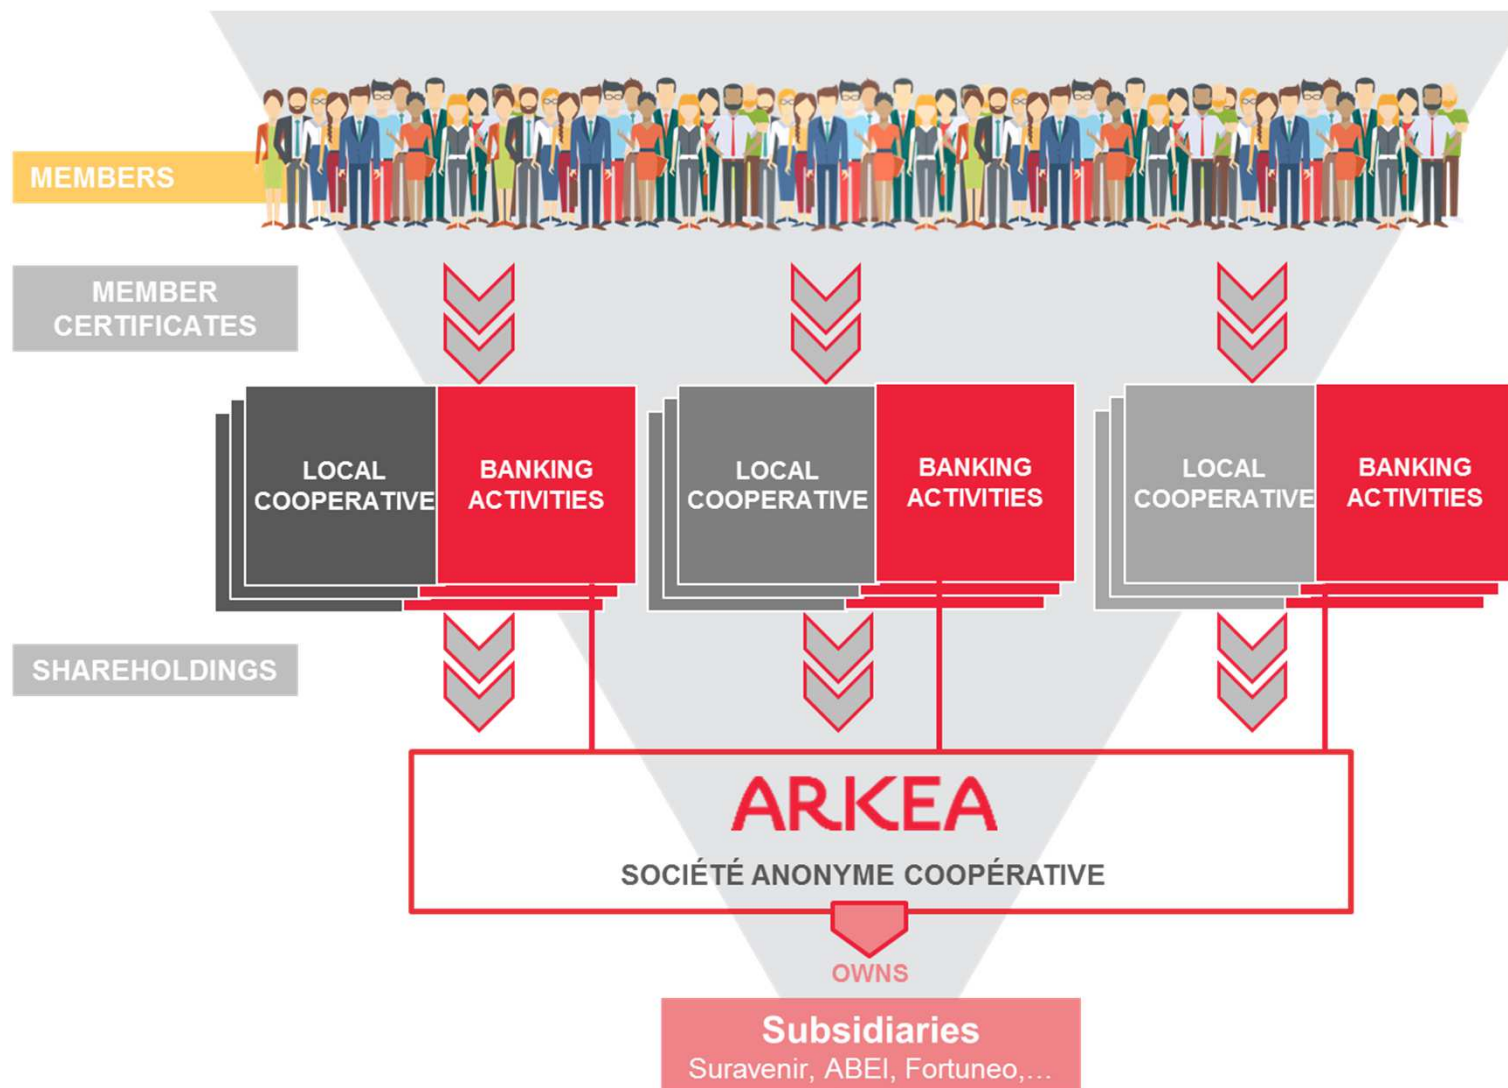 MEMBERS
MEMBER
CERTIFICATES
LOCAL
COOPERATIVE
BANKING
ACTIVITIES
LOCAL
COOPERATIVE
BANKING
ACTIVITIES
LOCAL
COOPERATIVE
BANKING
ACTIVITIES
SHAREHOLDINGS
ARKEA
SOCIÉTÉ ANONYME COOPÉRATIVE
OWNS
Subsidiaries
Suravenir, ABEI, Fortuneo,...